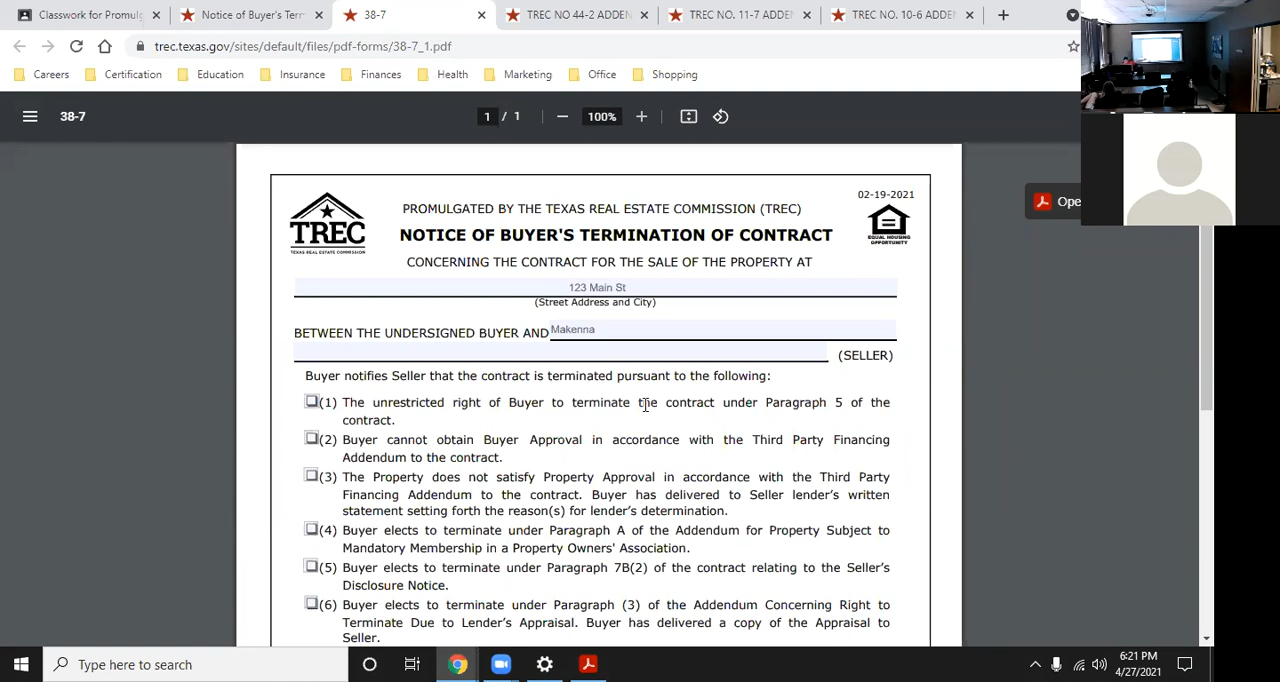 Classwork for Promulg
Notice of Buyer's Term
38-7
TREC NO 44-2 ADDEN
TREC NO. 11-7 ADDE
TREC NO. 10-6 ADDE
trec.texas.gov/sites/default/files/pdf-forms/38-7_1.pdf
Careers
Certification
Education
Insurance
Finances
Health
Marketing
Office
Shopping
38-7
1 / 1
100%
Ope
02-19-2021
TREC
TEXAS REAL ESTATE COMMISSION
PROMULGATED BY THE TEXAS REAL ESTATE COMMISSION (TREC)
EQUAL HOUSING
OPPORTUNITY
NOTICE OF BUYER'S TERMINATION OF CONTRACT
CONCERNING THE CONTRACT FOR THE SALE OF THE PROPERTY AT
123 Main St
(Street Address and City)
BETWEEN THE UNDERSIGNED BUYER AND Makenna
(SELLER)
Buyer notifies Seller that the contract is terminated pursuant to the following:
(1) The unrestricted right of Buyer to terminate the contract under Paragraph 5 of the
contract.
(2) Buyer cannot obtain Buyer Approval in accordance with the Third Party Financing
Addendum to the contract.
(3) The Property does not satisfy Property Approval in accordance with the Third Party
Financing Addendum to the contract. Buyer has delivered to Seller lender's written
statement setting forth the reason(s) for lender's determination.
(4) Buyer elects to terminate under Paragraph A of the Addendum for Property Subject to
Mandatory Membership in a Property Owners' Association.
(5) Buyer elects to terminate under Paragraph 7B(2) of the contract relating to the Seller's
Disclosure Notice.
(6) Buyer elects to terminate under Paragraph (3) of the Addendum Concerning Right to
Terminate Due to Lender's Appraisal. Buyer has delivered a copy of the Appraisal to
Seller.
Type here to search
6:21 PM
4/27/2021